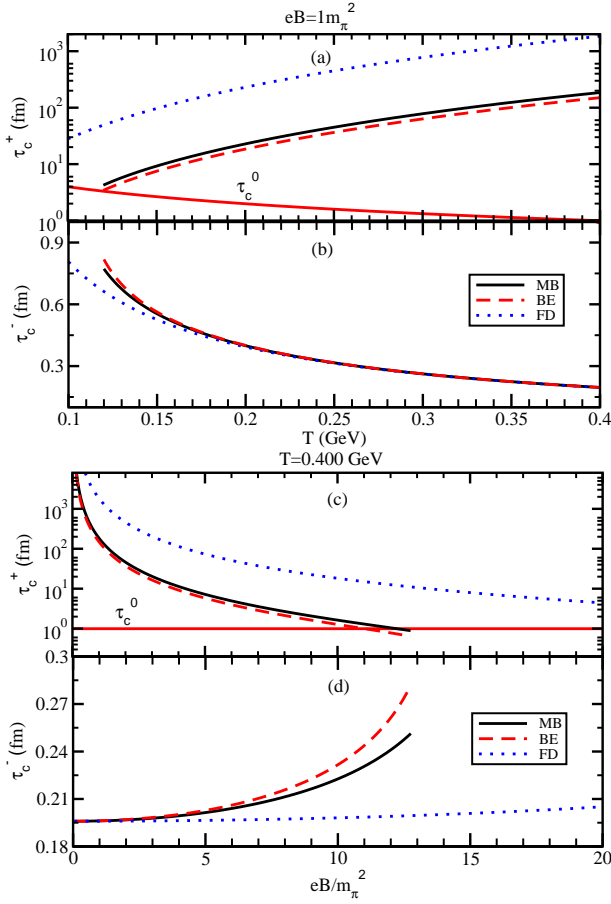 eB=1m_π^2
(a)
10^3
10^2
10^1
10^0
τ_c^+ (fm)
τ_c^0
(b)
0.9
0.6
0.3
τ_c^- (fm)
MB
BE
FD
0.1 0.15 0.2 0.25 0.3 0.35 0.4
T (GeV)
T=0.400 GeV
(c)
10^3
10^2
10^1
10^0
τ_c^+ (fm)
τ_c^0
0.3
(d)
0.27
0.24
0.21
0.18
τ_c^- (fm)
MB
BE
FD
0 5 10 15 20
eB/m_π^2